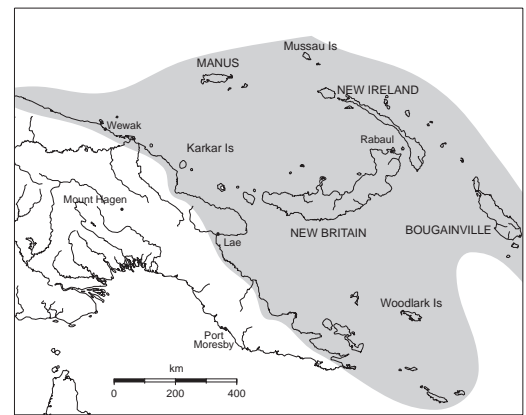 Mussau Is
MANUS
NEW IRELAND
Wewak
Rabaul
Karkar Is
Mount Hagen
NEW BRITAIN
BOUGAINVILLE
Lae
Woodlark Is
Port
Moresby
km
0 200 400